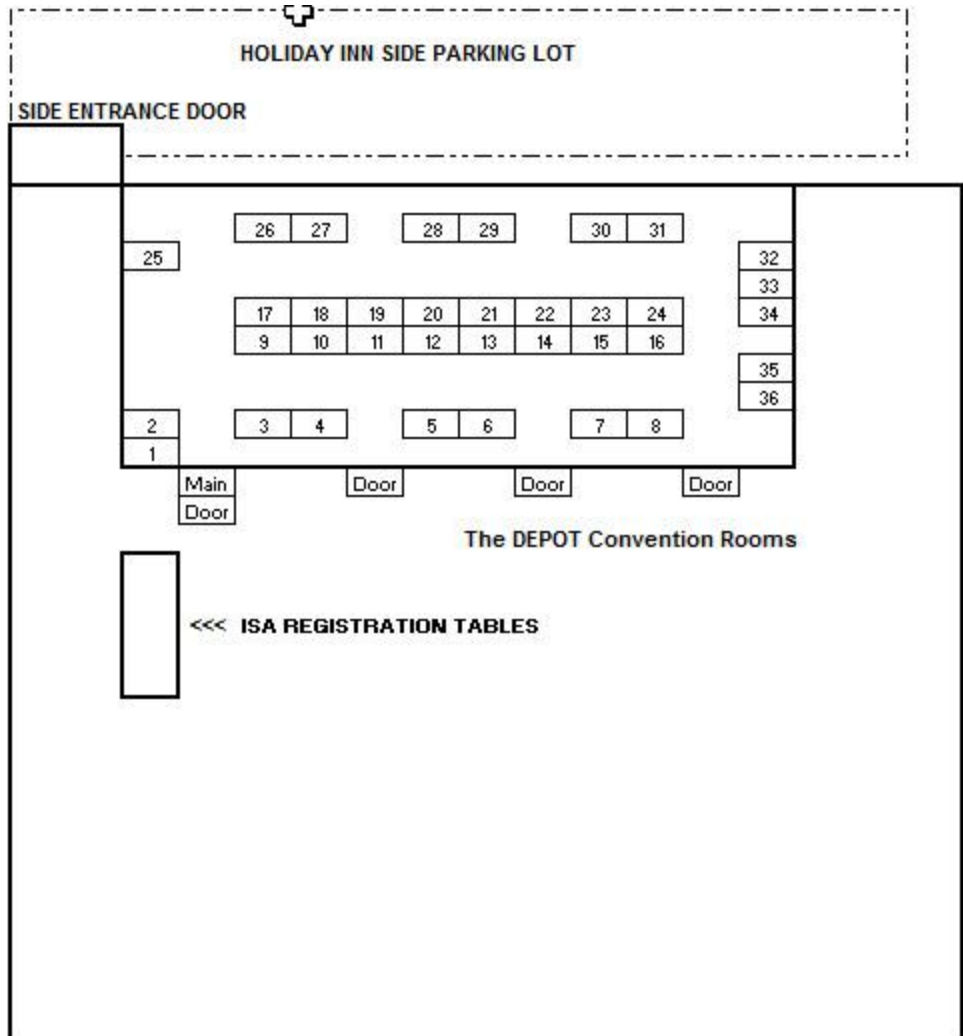 HOLIDAY INN SIDE PARKING LOT
SIDE ENTRANCE DOOR
26 27 28 29 30 31
25 32
33
17 18 19 20 21 22 23 24 34
9 10 11 12 13 14 15 16
35
36
2 3 4 5 6 7 8
1
Main Door Door Door
Door
The DEPOT Convention Rooms
<<< ISA REGISTRATION TABLES